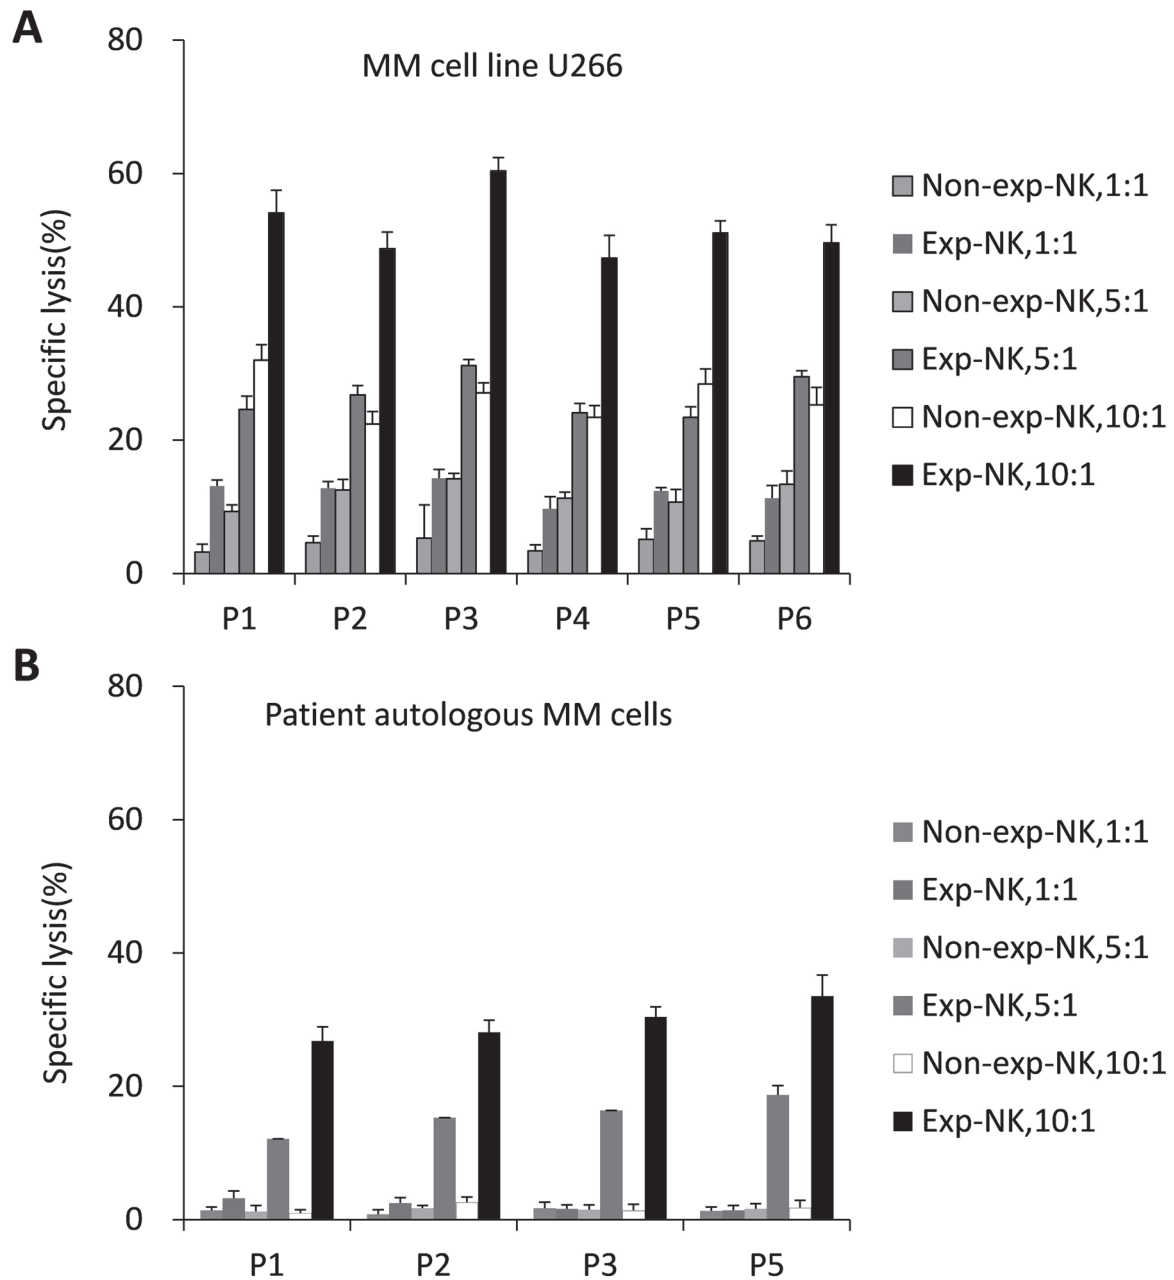 A
MM cell line U266
Specific lysis(%)
80
60
40
20
0
P1 P2 P3 P4 P5 P6
Non-exp-NK,1:1
Exp-NK,1:1
Non-exp-NK,5:1
Exp-NK,5:1
Non-exp-NK,10:1
Exp-NK,10:1
B
Patient autologous MM cells
Specific lysis(%)
80
60
40
20
0
P1 P2 P3 P5
Non-exp-NK,1:1
Exp-NK,1:1
Non-exp-NK,5:1
Exp-NK,5:1
Non-exp-NK,10:1
Exp-NK,10:1